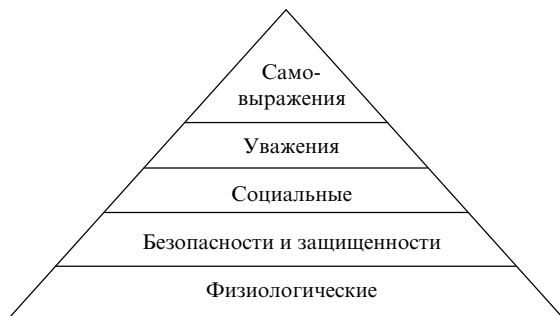 Само-
выражения
Уважения
Социальные
Безопасности и защищенности
Физиологические